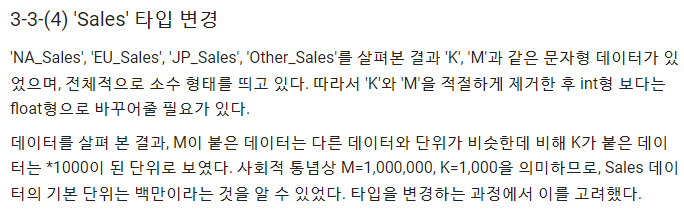 3-3-(4) 'Sales' 타입 변경
'NA_Sales', 'EU_Sales', 'JP_Sales', 'Other_Sales'를 살펴본 결과 'K', 'M'과 같은 문자형 데이터가 있
었으며, 전체적으로 소수 형태를 띄고 있다. 따라서 'K'와 'M'을 적절하게 제거한 후 int형 보다는
float형으로 바꾸어줄 필요가 있다.
데이터를 살펴 본 결과, M이 붙은 데이터는 다른 데이터와 단위가 비슷한데 비해 K가 붙은 데이
터는 *1000이 된 단위로 보였다. 사회적 통념상 M=1,000,000, K=1,000을 의미하므로, Sales 데이
터의 기본 단위는 백만이라는 것을 알 수 있었다. 타입을 변경하는 과정에서 이를 고려했다.